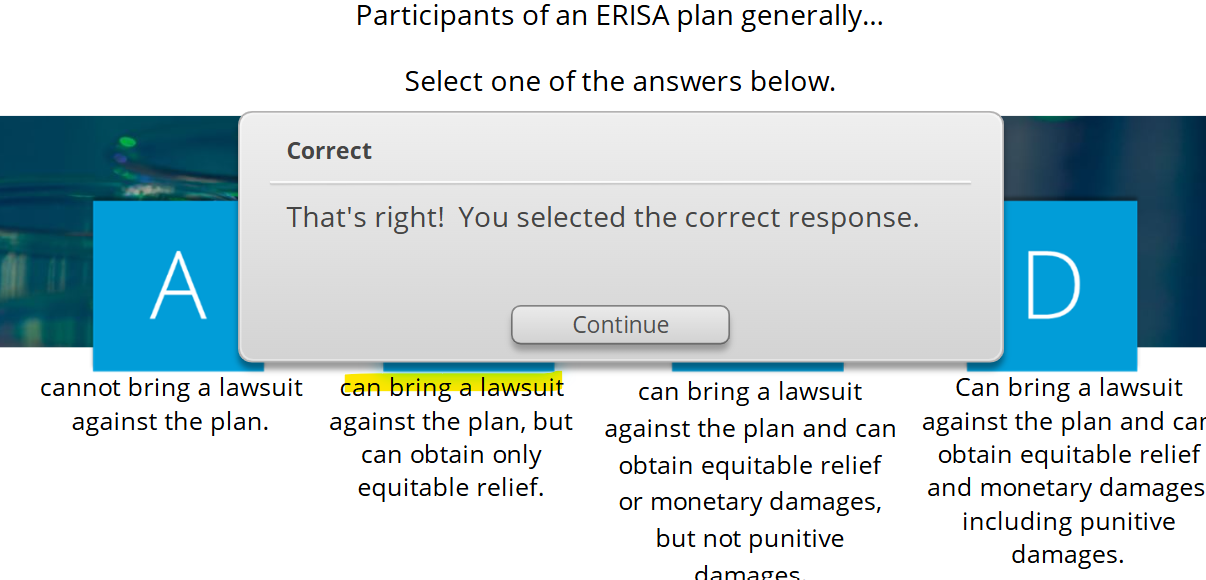 Participants of an ERISA plan generally...
Select one of the answers below.
Correct
That's right! You selected the correct response.
Continue
A
cannot bring a lawsuit
against the plan.
can bring a lawsuit
against the plan, but
can obtain only
equitable relief.
can bring a lawsuit
against the plan and can
obtain equitable relief
or monetary damages,
but not punitive
damages.
D
Can bring a lawsuit
against the plan and can
obtain equitable relief
and monetary damages
including punitive
damages.